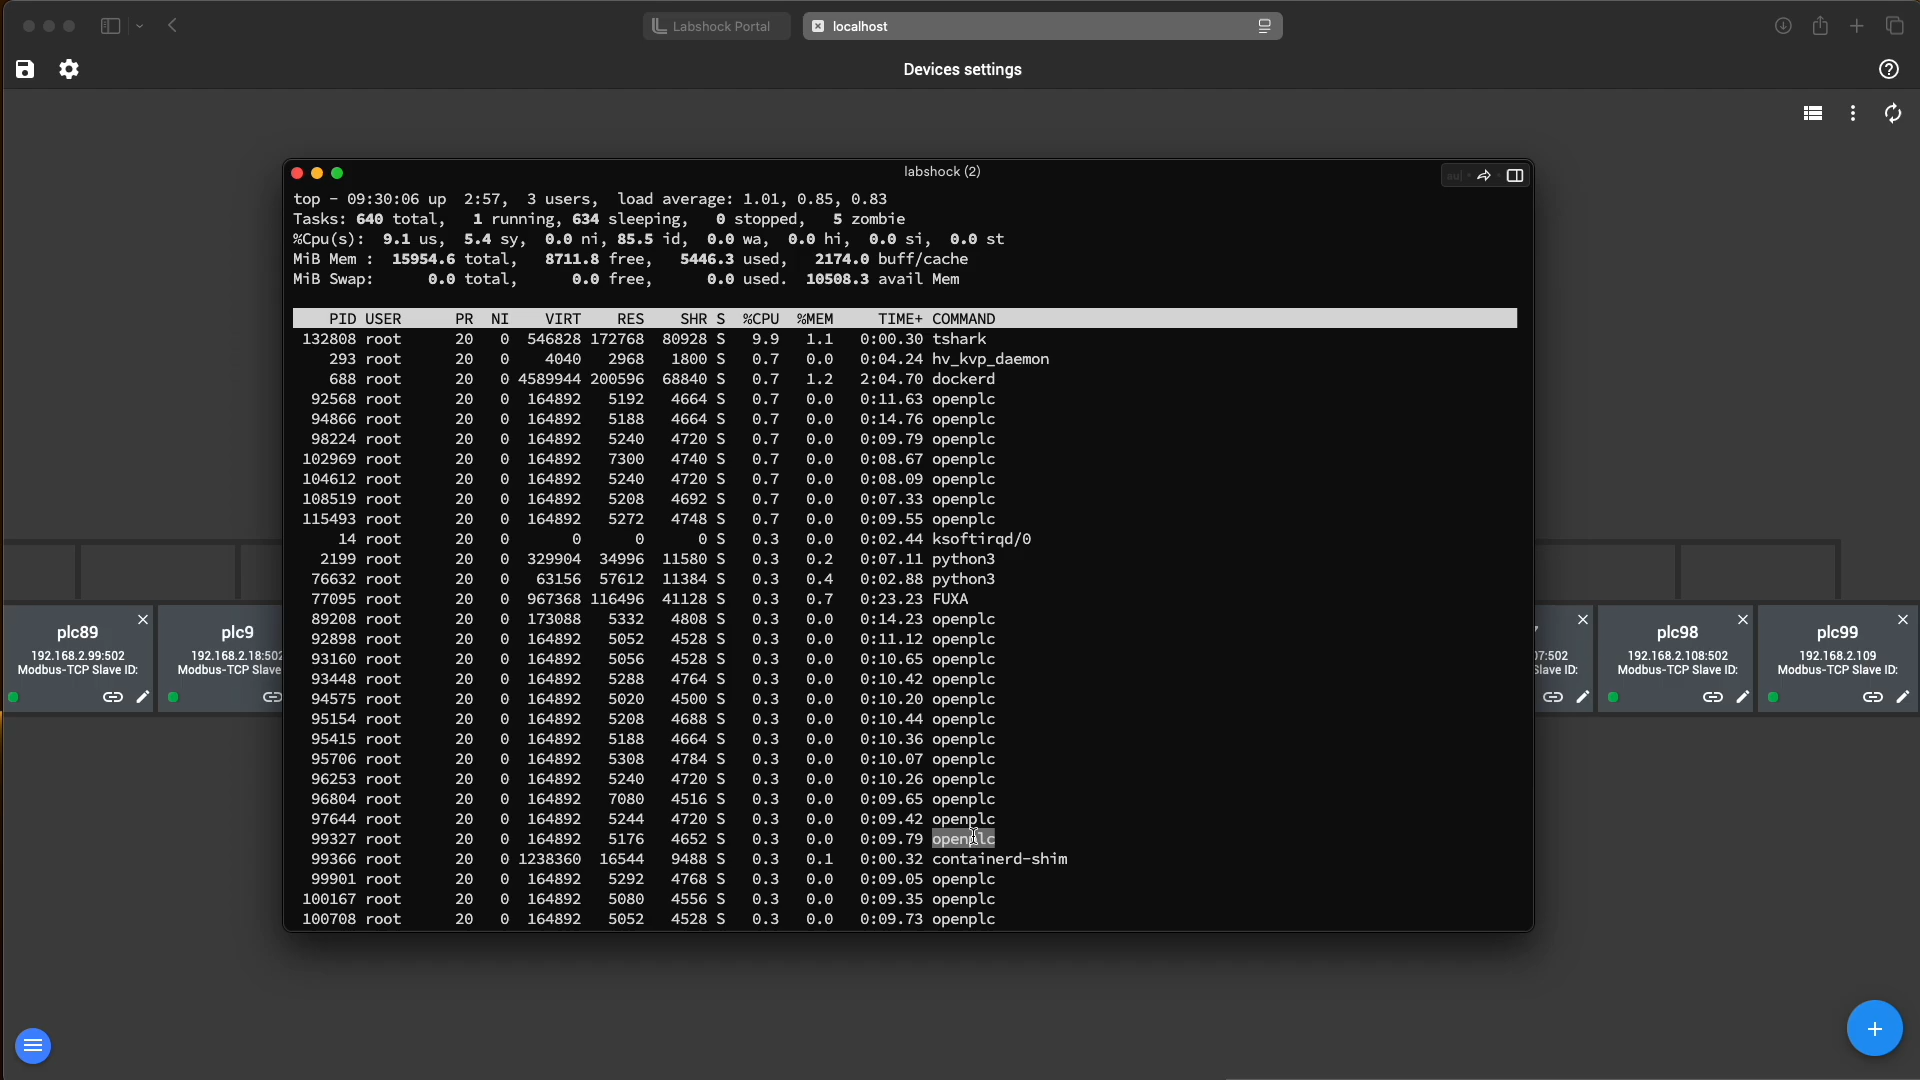 Labshock Portal
localhost
Devices settings
labshock (2)
top - 09:30:06 up  2:57,  3 users,  load average: 1.01, 0.85, 0.83
Tasks: 640 total,   1 running, 634 sleeping,   0 stopped,   5 zombie
%Cpu(s):  9.1 us,  5.4 sy,  0.0 ni, 85.5 id,  0.0 wa,  0.0 hi,  0.0 si,  0.0 st
MiB Mem :  15954.6 total,   8711.8 free,   5446.3 used,   2174.0 buff/cache
MiB Swap:      0.0 total,      0.0 free,      0.0 used.  10508.3 avail Mem
PID USER PR NI VIRT RES SHR S %CPU %MEM TIME+ COMMAND
132808 root 20 0 546828 172768 80928 S 9.9 1.1 0:00.30 tshark
293 root 20 0 4040 2968 1800 S 0.7 0.0 0:04.24 hv_kvp_daemon
688 root 20 0 4589944 200596 68840 S 0.7 1.2 2:04.70 dockerd
92568 root 20 0 164892 5192 4664 S 0.7 0.0 0:11.63 openplc
94866 root 20 0 164892 5188 4664 S 0.7 0.0 0:14.76 openplc
98224 root 20 0 164892 5240 4720 S 0.7 0.0 0:09.79 openplc
102969 root 20 0 164892 7300 4740 S 0.7 0.0 0:08.67 openplc
104612 root 20 0 164892 5240 4720 S 0.7 0.0 0:08.09 openplc
108519 root 20 0 164892 5208 4692 S 0.7 0.0 0:07.33 openplc
115493 root 20 0 164892 5272 4748 S 0.7 0.0 0:09.55 openplc
14 root 20 0 0 0 0 S 0.3 0.0 0:02.44 ksoftirqd/0
2199 root 20 0 329904 34996 11580 S 0.3 0.2 0:07.11 python3
76632 root 20 0 63156 57612 11384 S 0.3 0.4 0:02.88 python3
77095 root 20 0 967368 116496 41128 S 0.3 0.7 0:23.23 FUXA
89208 root 20 0 173088 5332 4808 S 0.3 0.0 0:14.23 openplc
92898 root 20 0 164892 5052 4528 S 0.3 0.0 0:11.12 openplc
93160 root 20 0 164892 5056 4528 S 0.3 0.0 0:10.65 openplc
93448 root 20 0 164892 5288 4764 S 0.3 0.0 0:10.42 openplc
94575 root 20 0 164892 5020 4500 S 0.3 0.0 0:10.20 openplc
95154 root 20 0 164892 5208 4688 S 0.3 0.0 0:10.44 openplc
95415 root 20 0 164892 5188 4664 S 0.3 0.0 0:10.36 openplc
95706 root 20 0 164892 5308 4784 S 0.3 0.0 0:10.07 openplc
96253 root 20 0 164892 5240 4720 S 0.3 0.0 0:10.26 openplc
96804 root 20 0 164892 7080 4516 S 0.3 0.0 0:09.65 openplc
97644 root 20 0 164892 5244 4720 S 0.3 0.0 0:09.42 openplc
99327 root 20 0 164892 5176 4652 S 0.3 0.0 0:09.79 openplc
99366 root 20 0 1238360 16544 9488 S 0.3 0.1 0:00.32 containerd-shim
99901 root 20 0 164892 5292 4768 S 0.3 0.0 0:09.05 openplc
100167 root 20 0 164892 5080 4556 S 0.3 0.0 0:09.35 openplc
100708 root 20 0 164892 5052 4528 S 0.3 0.0 0:09.73 openplc
plc89
192.168.2.99:502
Modbus-TCP Slave ID:
plc9
192.168.2.18:502
Modbus-TCP Slave
07:502
Slave ID:
plc98
192.168.2.108:502
Modbus-TCP Slave ID:
plc99
192.168.2.109
Modbus-TCP Slave ID: